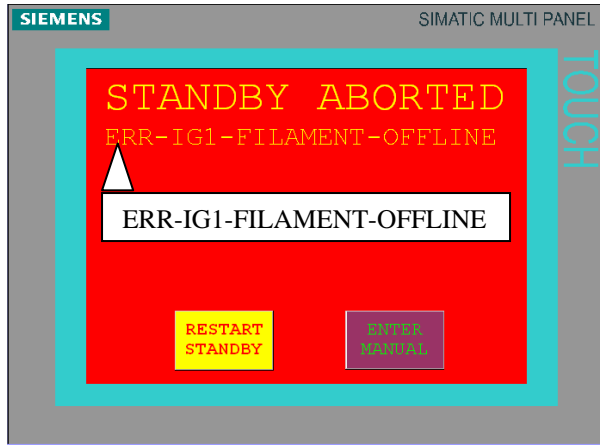 SIEMENS
SIMATIC MULTI PANEL
TOUCH
STANDBY ABORTED
ERR-IG1-FILAMENT-OFFLINE
ERR-IG1-FILAMENT-OFFLINE
RESTART
STANDBY
ENTER
MANUAL